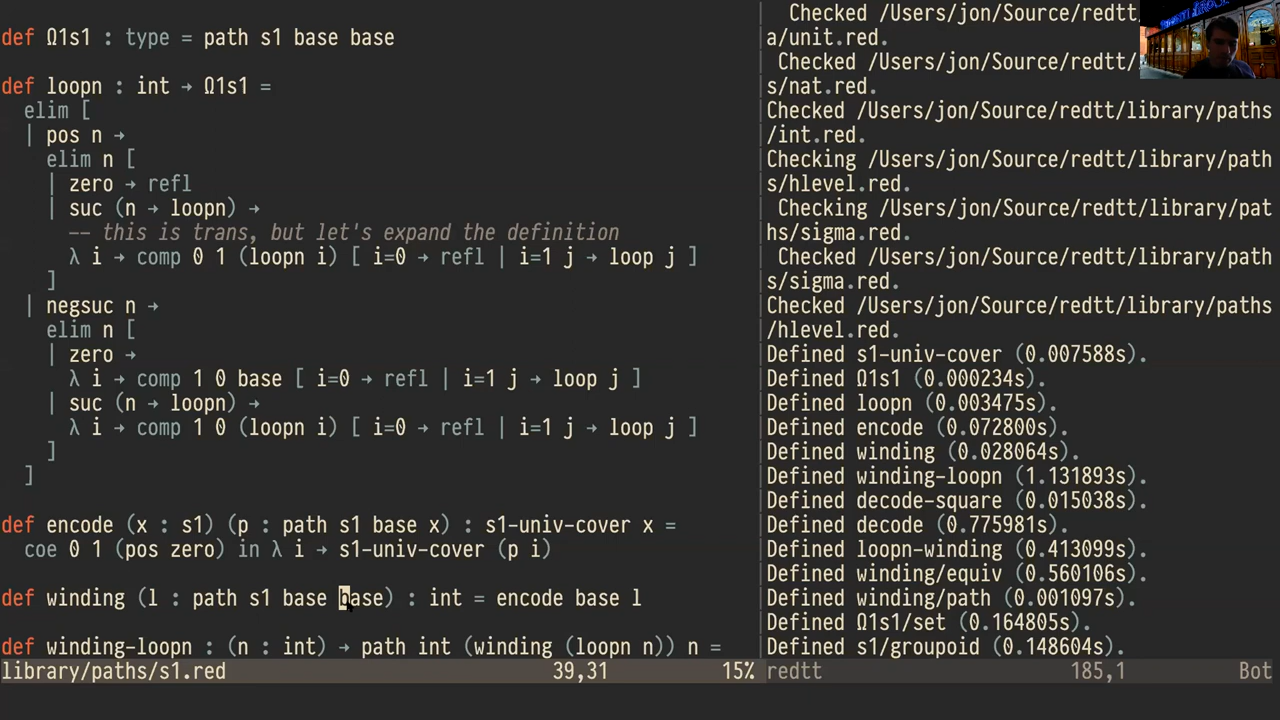 def Ω1s1 : type = path s1 base base
def loopn : int → Ω1s1 =
elim [
| pos n →
elim n [
| zero → refl
| suc (n → loopn) →
-- this is trans, but let's expand the definition
λ i → comp 0 1 (loopn i) [ i=0 → refl | i=1 j → loop j ]
]
| negsuc n →
elim n [
| zero →
λ i → comp 1 0 base [ i=0 → refl | i=1 j → loop j ]
| suc (n → loopn) →
λ i → comp 1 0 (loopn i) [ i=0 → refl | i=1 j → loop j ]
]
]
def encode (x : s1) (p : path s1 base x) : s1-univ-cover x =
coe 0 1 (pos zero) in λ i → s1-univ-cover (p i)
def winding (l : path s1 base base) : int = encode base l
def winding-loopn : (n : int) → path int (winding (loopn n)) n =
library/paths/s1.red 39,31 15%
Checked /Users/jon/Source/redtt/
a/unit.red.
Checked /Users/jon/Source/redtt/
s/nat.red.
Checked /Users/jon/Source/redtt/library/paths
/int.red.
Checking /Users/jon/Source/redtt/library/path
s/hlevel.red.
Checking /Users/jon/Source/redtt/library/pat
hs/sigma.red.
Checked /Users/jon/Source/redtt/library/path
s/sigma.red.
Checked /Users/jon/Source/redtt/library/paths
/hlevel.red.
Defined s1-univ-cover (0.007588s).
Defined Ω1s1 (0.000234s).
Defined loopn (0.003475s).
Defined encode (0.072800s).
Defined winding (0.028064s).
Defined winding-loopn (1.131893s).
Defined decode-square (0.015038s).
Defined decode (0.775981s).
Defined loopn-winding (0.413099s).
Defined winding/equiv (0.560106s).
Defined winding/path (0.001097s).
Defined Ω1s1/set (0.164805s).
Defined s1/groupoid (0.148604s).
redtt 185,1 Bot